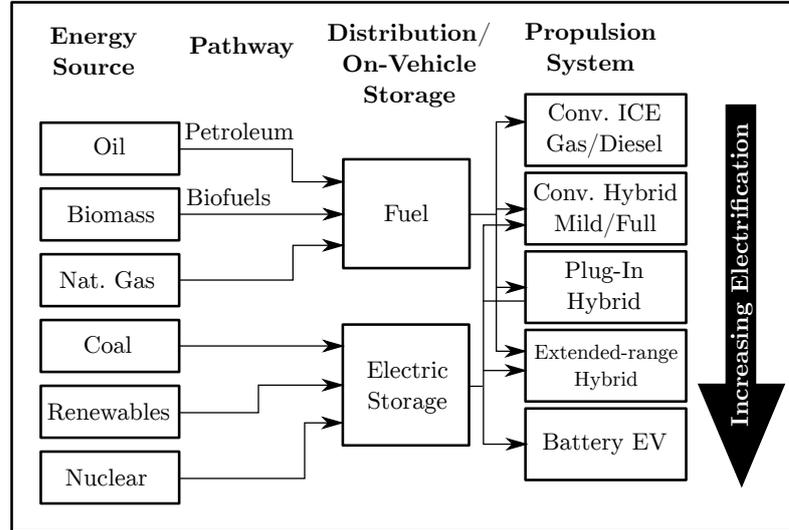 Energy
Source
Pathway
Distribution/
On-Vehicle
Storage
Propulsion
System
Oil
Petroleum
Biomass
Biofuels
Nat. Gas
Coal
Renewables
Nuclear
Fuel
Electric
Storage
Conv. ICE
Gas/Diesel
Conv. Hybrid
Mild/Full
Plug-In
Hybrid
Extended-range
Hybrid
Battery EV
Increasing Electrification